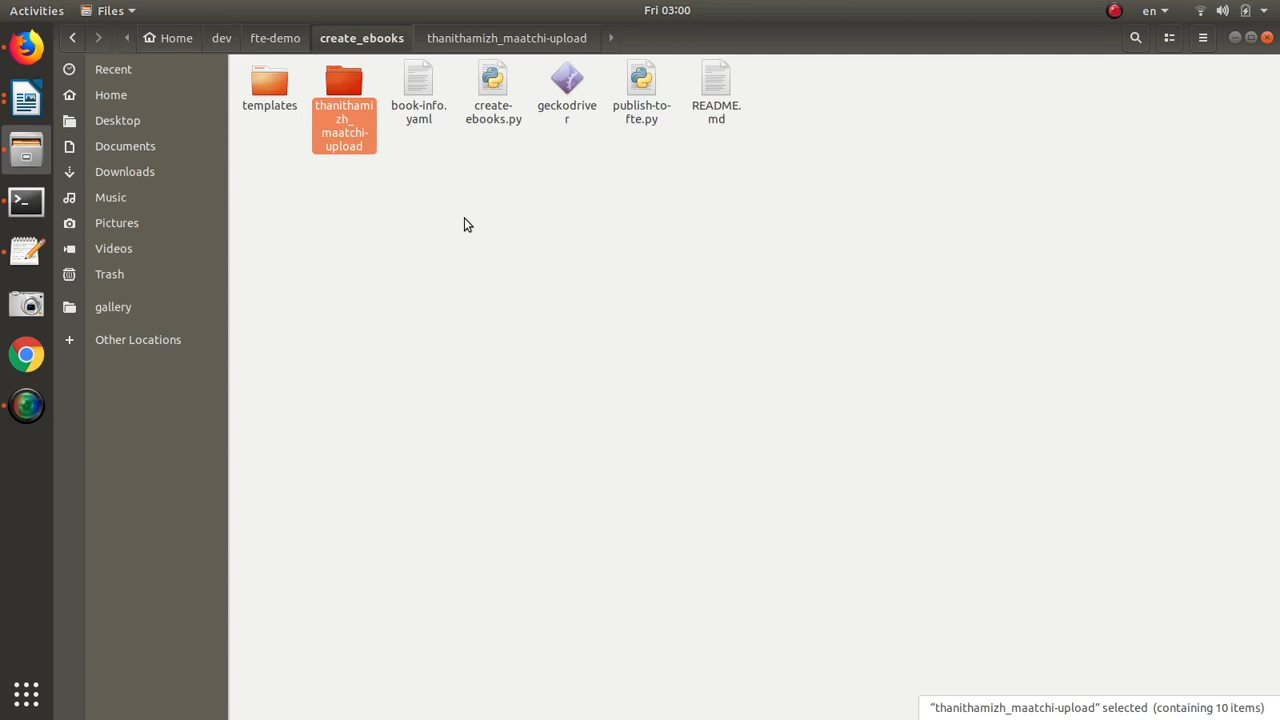 Activities
Files
Fri 03:00
en
Home
dev
fte-demo
create_ebooks
thanithamizh_maatchi-upload
Recent
Home
Desktop
Documents
Downloads
Music
Pictures
Videos
Trash
gallery
+ Other Locations
templates
thanithami
zh_
maatchi-
upload
book-info.
yaml
create-
ebooks.py
geckodrive
r
publish-to-
fte.py
README.
md
“thanithamizh_maatchi-upload” selected (containing 10 items)